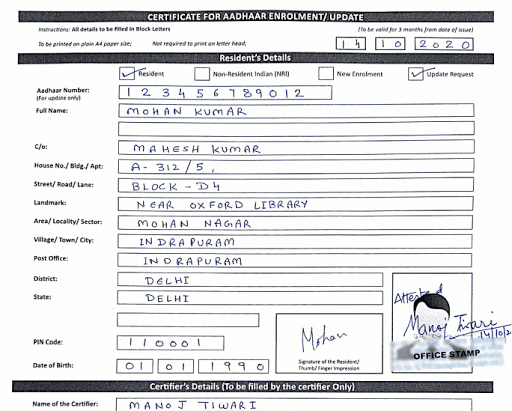 CERTIFICATE FOR AADHAAR ENROLMENT/ UPDATE
Instructions: All details to be filled in Block Letters
(To be valid for 3 months from date of issue)
To be printed on plain A4 paper size; Not required to print on letter head;
14 10 2020
Resident's Details
Resident Non-Resident Indian (NRI) New Enrolment Update Request
Aadhaar Number: 123456789012
(For update only)
Full Name: MOHAN KUMAR
C/o: MAHESH KUMAR
House No./ Bldg./ Apt: A-312/5,
Street/ Road/ Lane: BLOCK-D4
Landmark: NEAR OXFORD LIBRARY
Area/ Locality/ Sector: MOHAN NAGAR
Village/ Town/ City: INDRAPURAM
Post Office: INDRAPURAM
District: DELHI
State: DELHI
Attested
Manoj Tiwari
14/10/2
OFFICE STAMP
PIN Code: 110001
Mohan
Signature of the Resident/
Thumb/ Finger Impression
Date of Birth: 01 01 1990
Certifier's Details (To be filled by the certifier Only)
Name of the Certifier: MANOJ TIWARI